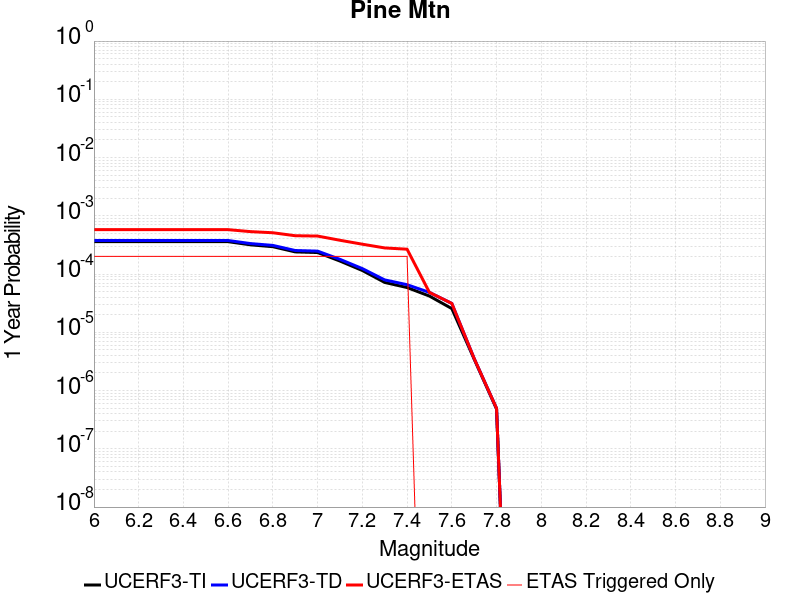 Pine Mtn
10^0
10^-1
10^-2
10^-3
10^-4
10^-5
10^-6
10^-7
10^-8
1 Year Probability
6 6.2 6.4 6.6 6.8 7 7.2 7.4 7.6 7.8 8 8.2 8.4 8.6 8.8 9
Magnitude
UCERF3-TI UCERF3-TD UCERF3-ETAS ETAS Triggered Only